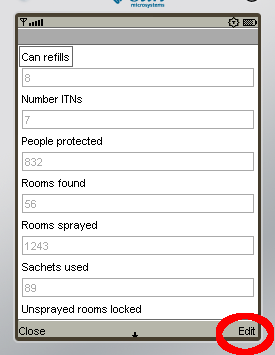 microsystems
Can refills
8
Number ITNs
7
People protected
832
Rooms found
56
Rooms sprayed
1243
Sachets used
89
Unsprayed rooms locked
Close
Edit